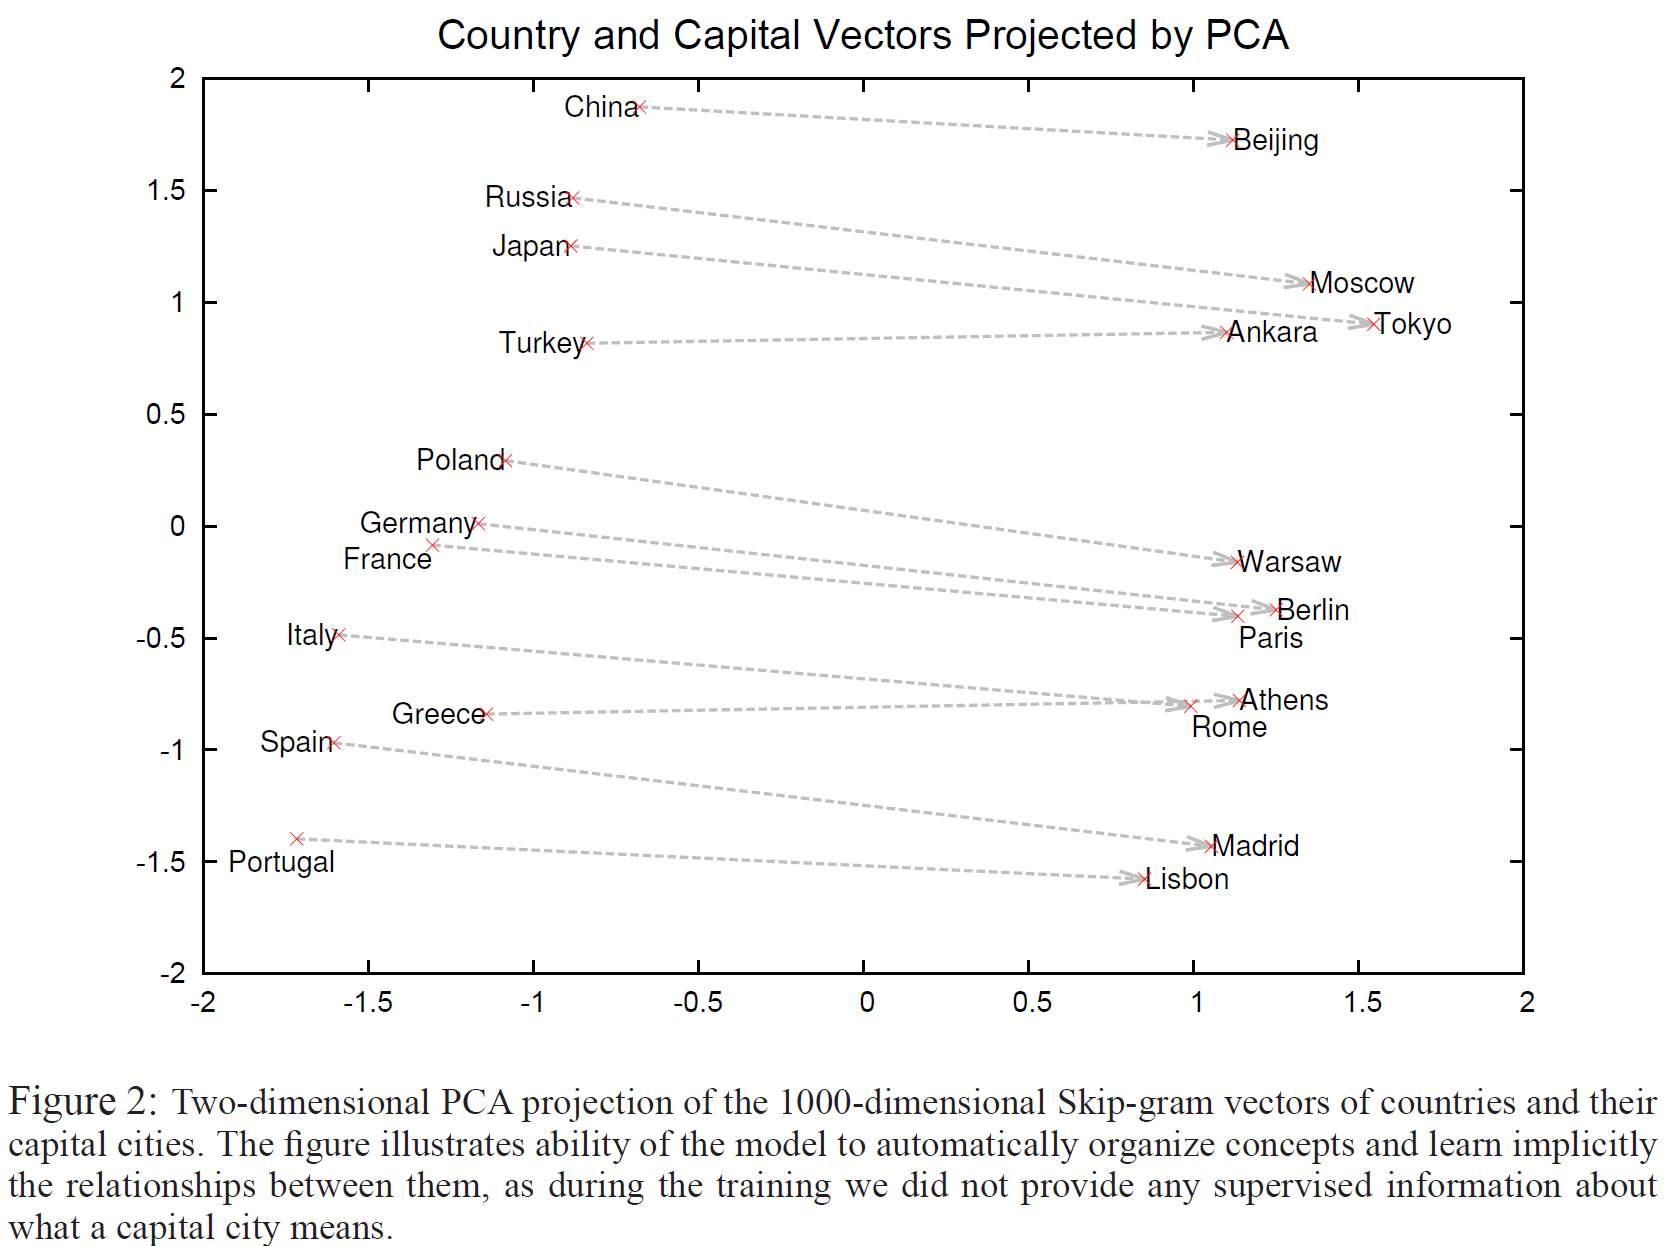 Country and Capital Vectors Projected by PCA
2
China
Beijing
1.5
Russia
Japan
Moscow
1
Tokyo
Ankara
Turkey
0.5
Poland
Germany
0
France
Warsaw
Berlin
-0.5
Italy
Paris
Athens
Greece
Rome
Spain
-1
Madrid
-1.5
Portugal
Lisbon
-2
-2 -1.5 -1 -0.5 0 0.5 1 1.5 2
Figure 2: Two-dimensional PCA projection of the 1000-dimensional Skip-gram vectors of countries and their
capital cities. The figure illustrates ability of the model to automatically organize concepts and learn implicitly
the relationships between them, as during the training we did not provide any supervised information about
what a capital city means.